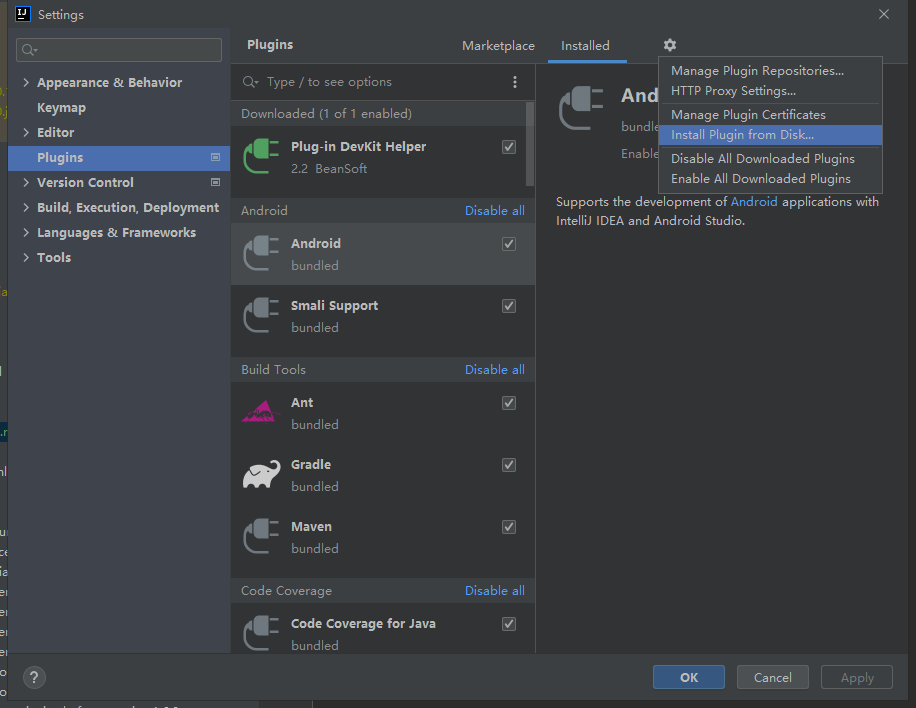 Settings
Plugins
Marketplace
Installed
Type / to see options
Appearance & Behavior
Keymap
Editor
Plugins
Version Control
Build, Execution, Deployment
Languages & Frameworks
Tools
Downloaded (1 of 1 enabled)
Plug-in DevKit Helper
2.2 BeanSoft
Android
Disable all
Android
bundled
Smali Support
bundled
Build Tools
Disable all
Ant
bundled
Gradle
bundled
Maven
bundled
Code Coverage
Disable all
Code Coverage for Java
bundled
Manage Plugin Repositories...
HTTP Proxy Settings...
Manage Plugin Certificates
Install Plugin from Disk...
Disable All Downloaded Plugins
Enable All Downloaded Plugins
Supports the development of Android applications with
IntelliJ IDEA and Android Studio.
?
OK
Cancel
Apply